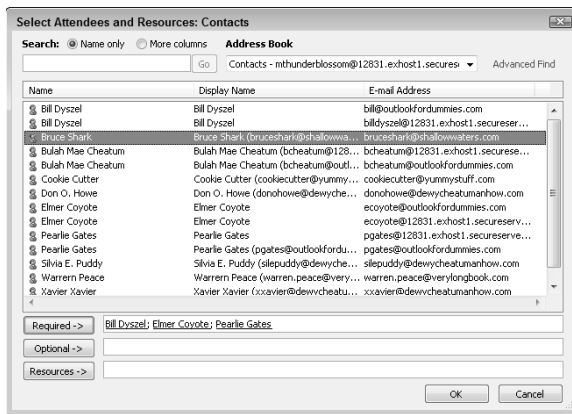 Select Attendees and Resources: Contacts
Search: Name only More columns Address Book
Go Contacts - mthunderblossom@12831.exhost1.secureser Advanced Find
Name Display Name E-mail Address
Bill Dyszel Bill Dyszel bill@outlookfordummies.com
Bill Dyszel Bill Dyszel billdyszel@12831.exhost1.secureser...
Bruce Shark Bruce Shark (bruceshark@shallowwa... bruceshark@shallowwaters.com
Bulah Mae Cheatum Bulah Mae Cheatum (bcheatum@128... bcheatum@12831.exhost1.securese...
Bulah Mae Cheatum Bulah Mae Cheatum (bcheatum@outl... bcheatum@outlookfordummies.com
Cookie Cutter Cookie Cutter (cookiecutter@yummy... cookiecutter@yummystuff.com
Don O. Howe Don O. Howe (donohowe@dewyche... donohowe@dewycheatumanhow.com
Elmer Coyote Elmer Coyote ecoyote@outlookfordummies.com
Elmer Coyote Elmer Coyote ecoyote@12831.exhost1.secureserv...
Pearlie Gates Pearlie Gates pgates@12831.exhost1.secureserve...
Pearlie Gates Pearlie Gates (pgates@outlookfordu... pgates@outlookfordummies.com
Silvia E. Puddy Silvia E. Puddy (silepuddy@dewyche... silepuddy@dewycheatumanhow.com
Warrern Peace Warrern Peace (warren.peace@very... warren.peace@verylongbook.com
Xavier Xavier Xavier Xavier (xxavier@dewycheatu... xxavier@dewycheatumanhow.com
Required -> Bill Dyszel; Elmer Coyote; Pearlie Gates
Optional ->
Resources ->
OK Cancel